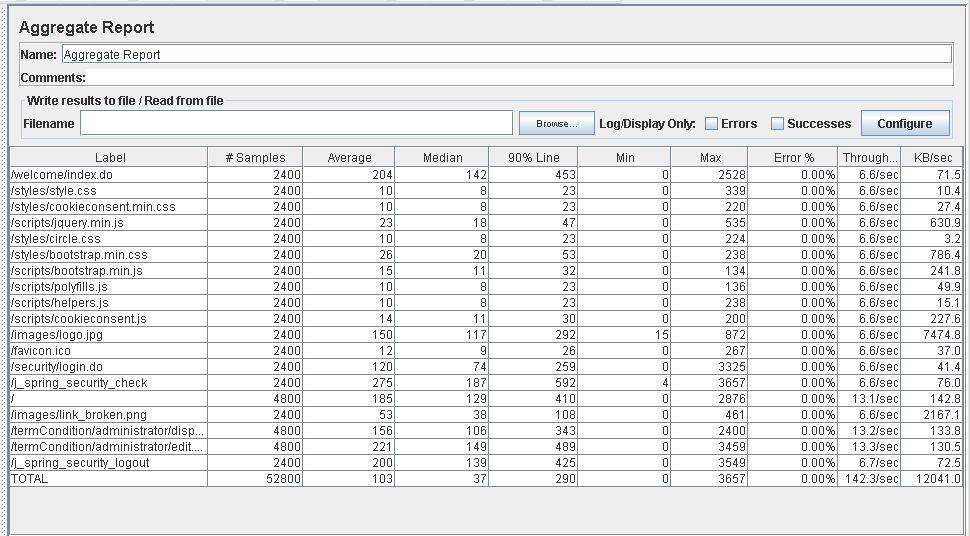 Aggregate Report
Name: Aggregate Report
Comments:
Write results to file / Read from file
Filename Browse... Log/Display Only: Errors Successes Configure
Label # Samples Average Median 90% Line Min Max Error % Through... KB/sec
/welcome/index.do 2400 204 142 453 0 2528 0.00% 6.6/sec 71.5
/styles/style.css 2400 10 8 23 0 339 0.00% 6.6/sec 10.4
/styles/cookieconsent.min.css 2400 10 8 23 0 220 0.00% 6.6/sec 27.4
/scripts/jquery.min.js 2400 23 18 47 0 535 0.00% 6.6/sec 630.9
/styles/circle.css 2400 10 8 23 0 224 0.00% 6.6/sec 3.2
/styles/bootstrap.min.css 2400 26 20 53 0 238 0.00% 6.6/sec 786.4
/scripts/bootstrap.min.js 2400 15 11 32 0 134 0.00% 6.6/sec 241.8
/scripts/polyfills.js 2400 10 8 23 0 136 0.00% 6.6/sec 49.9
/scripts/helpers.js 2400 10 8 23 0 238 0.00% 6.6/sec 15.1
/scripts/cookieconsent.js 2400 14 11 30 0 200 0.00% 6.6/sec 227.6
/images/logo.jpg 2400 150 117 292 15 872 0.00% 6.6/sec 7474.8
/favicon.ico 2400 12 9 26 0 267 0.00% 6.6/sec 37.0
/security/login.do 2400 120 74 259 0 3325 0.00% 6.6/sec 41.4
/j_spring_security_check 2400 275 187 592 4 3657 0.00% 6.6/sec 76.0
/ 4800 185 129 410 0 2876 0.00% 13.1/sec 142.8
/images/link_broken.png 2400 53 38 108 0 461 0.00% 6.6/sec 2167.1
/termCondition/administrator/disp... 4800 156 106 343 0 2400 0.00% 13.2/sec 133.8
/termCondition/administrator/edit.... 4800 221 149 489 0 3459 0.00% 13.3/sec 130.5
/j_spring_security_logout 2400 200 139 425 0 3549 0.00% 6.7/sec 72.5
TOTAL 52800 103 37 290 0 3657 0.00% 142.3/sec 12041.0